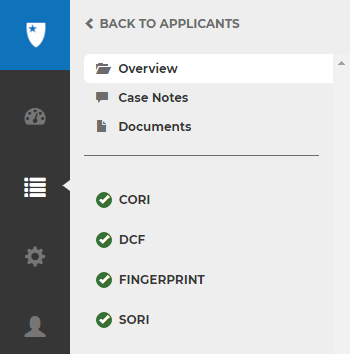 BACK TO APPLICANTS
Overview
Case Notes
Documents
CORI
DCF
FINGERPRINT
SORI